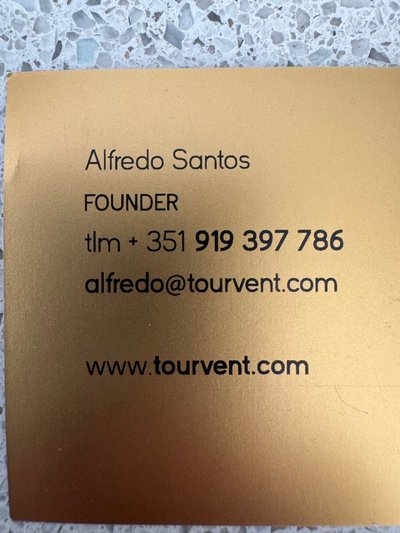 Alfredo Santos
FOUNDER
tlm + 351 919 397 786
alfredo@tourvent.com
www.tourvent.com